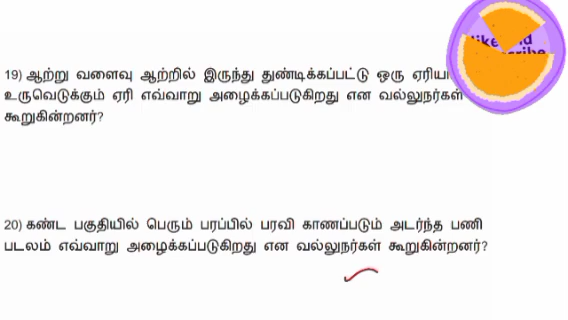 19) ஆற்று வளைவு ஆற்றில் இருந்து துண்டிக்கப்பட்டு ஒரு
உருவெடுக்கும் ஏரி எவ்வாறு அழைக்கப்படுகிறது என வல்லுநர்கள்
கூறுகின்றனர்?
20) கண்ட பகுதியில் பெரும் பரப்பில் பரவி காணப்படும் அடர்ந்த பணி
படலம் எவ்வாறு அழைக்கப்படுகிறது என வல்லுநர்கள் கூறுகின்றனர்?